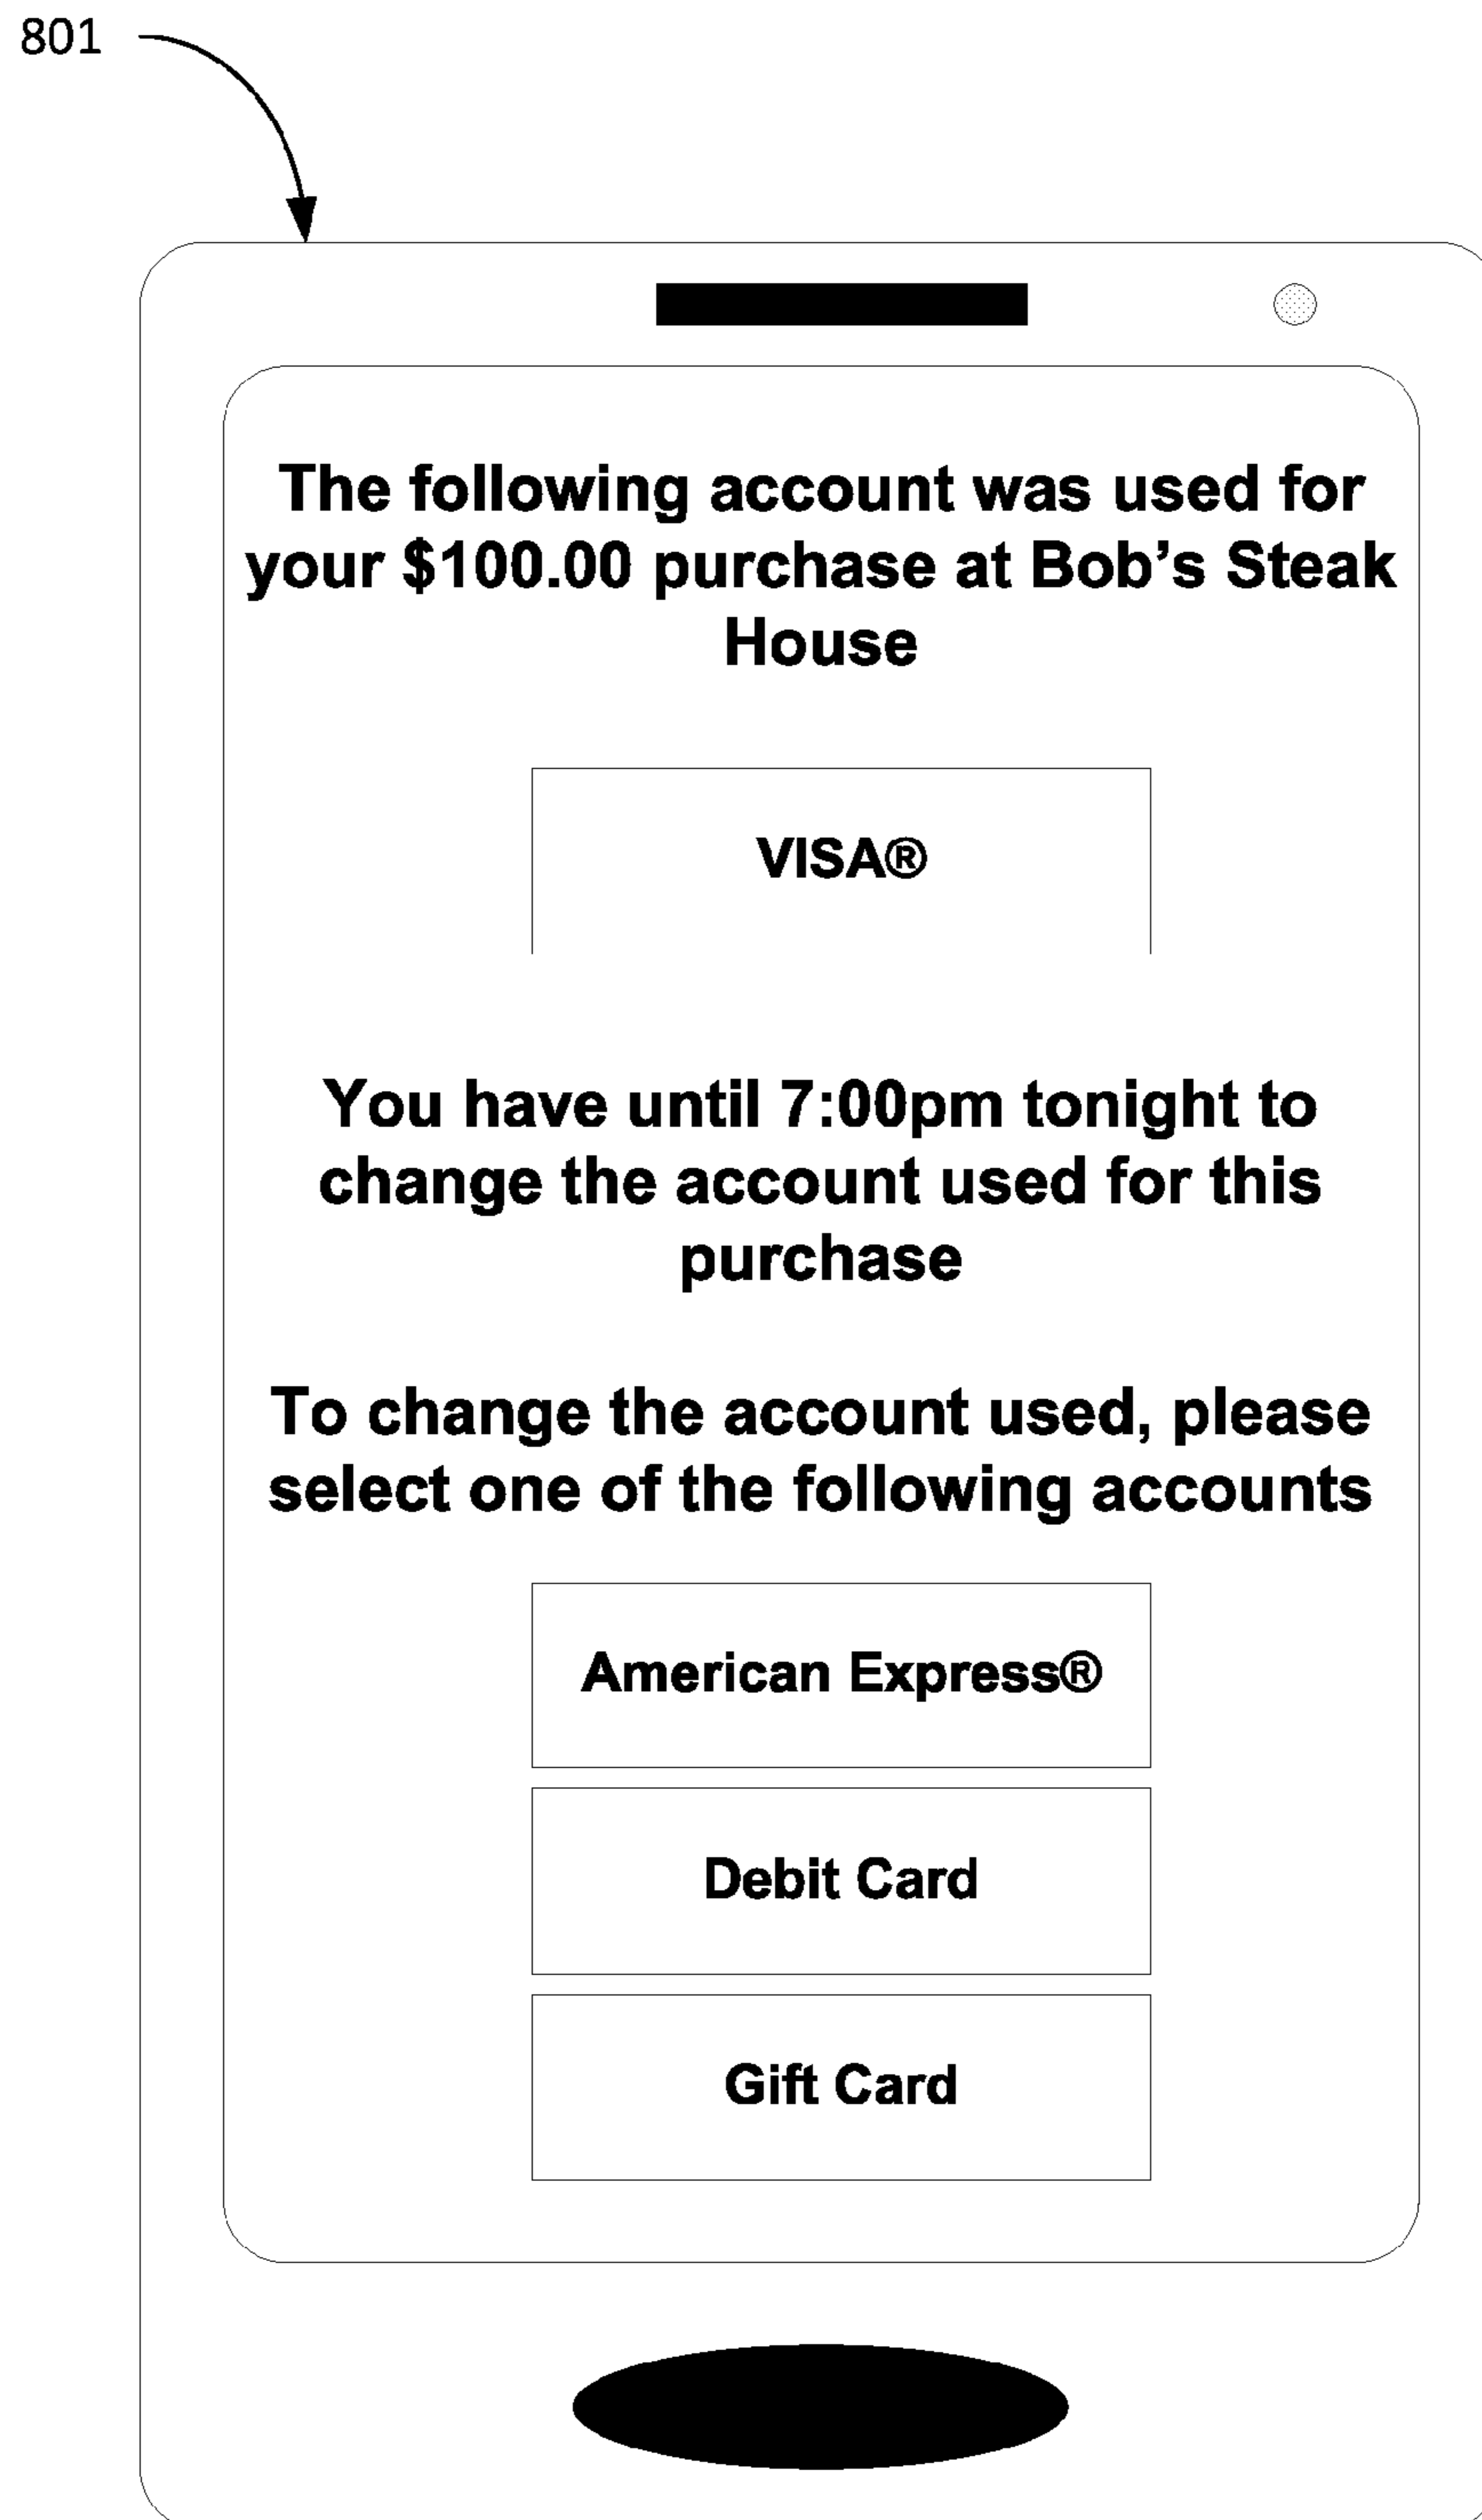 801
The following account was used for
your $100.00 purchase at Bob’s Steak
House
VISA®
You have until 7:00pm tonight to
change the account used for this
purchase
To change the account used, please
select one of the following accounts
American Express®
Debit Card
Gift Card